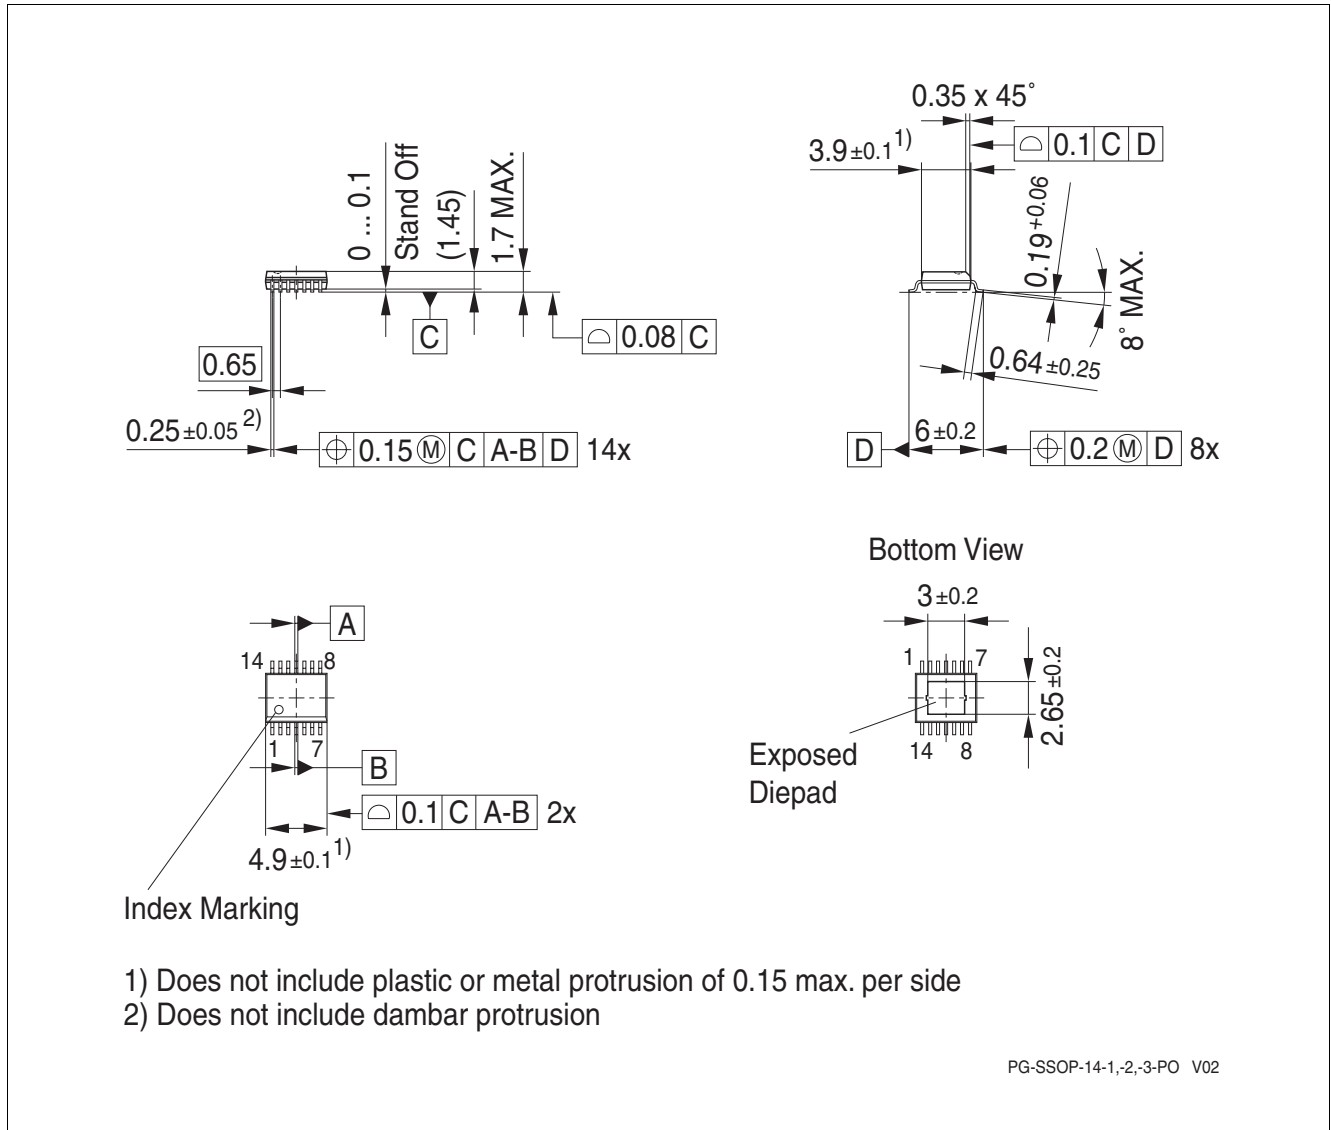 0 ... 0.1
Stand Off
(1.45)
1.7 MAX.
C
0.08 C
0.65
0.25±0.05 2)
0.15 Ⓜ C A-B D 14x
0.35 x 45˚
3.9±0.1 1)
0.1 C D
0.19 +0.06
8˚ MAX.
0.64±0.25
D
6±0.2
0.2 Ⓜ D 8x
A
14 8
1 7
B
0.1 C A-B 2x
4.9±0.1 1)
Index Marking
Bottom View
3±0.2
1 7
2.65±0.2
14 8
Exposed
Diepad
1) Does not include plastic or metal protrusion of 0.15 max. per side
2) Does not include dambar protrusion
PG-SSOP-14-1,-2,-3-PO V02